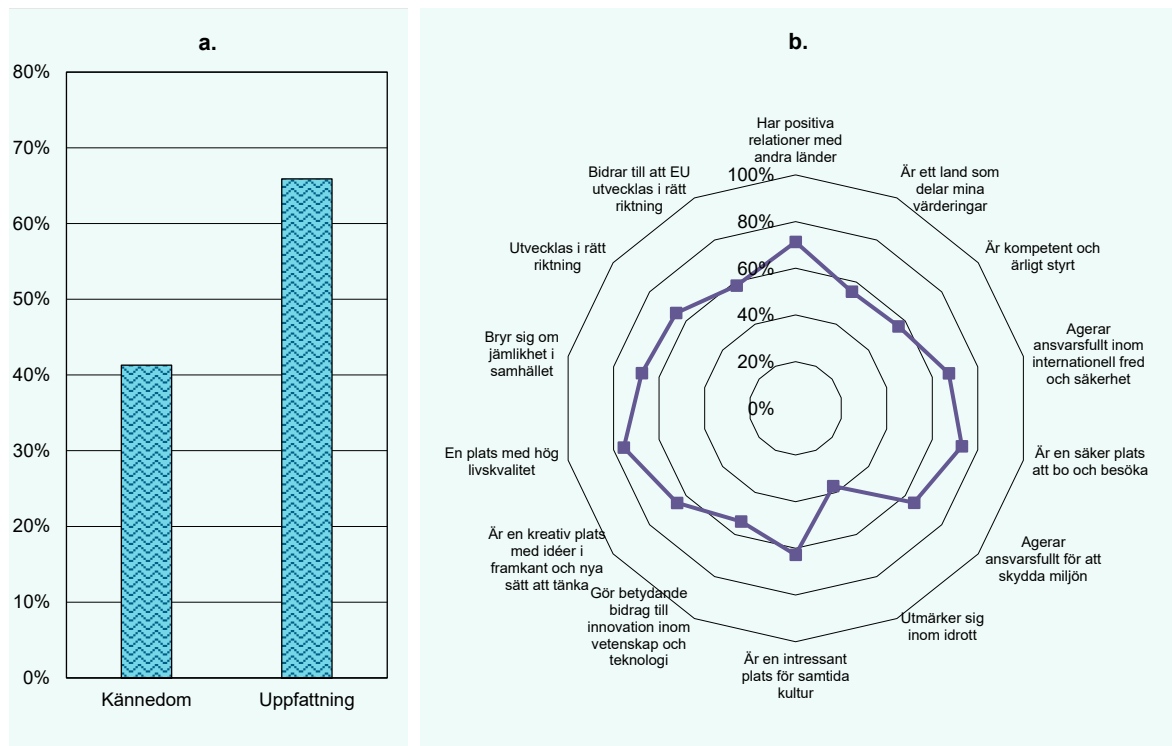 a.
80%
70%
60%
50%
40%
30%
20%
10%
0%
Kännedom
Uppfattning
b.
Har positiva
relationer med
andra länder
Är ett land som
delar mina
värderingar
Är kompetent och
ärligt styrt
Agerar
ansvarsfullt inom
internationell fred
och säkerhet
Är en säker plats
att bo och besöka
Agerar
ansvarsfullt för att
skydda miljön
Utmärker sig
inom idrott
Är en intressant
plats för samtida
kultur
Gör betydande
bidrag till
innovation inom
vetenskap och
teknologi
Är en kreativ plats
med idéer i
framkant och nya
sätt att tänka
En plats med hög
livskvalitet
Bryr sig om
jämlikhet i
samhället
Utvecklas i rätt
riktning
Bidrar till att EU
utvecklas i rätt
riktning
100%
80%
60%
40%
20%
0%